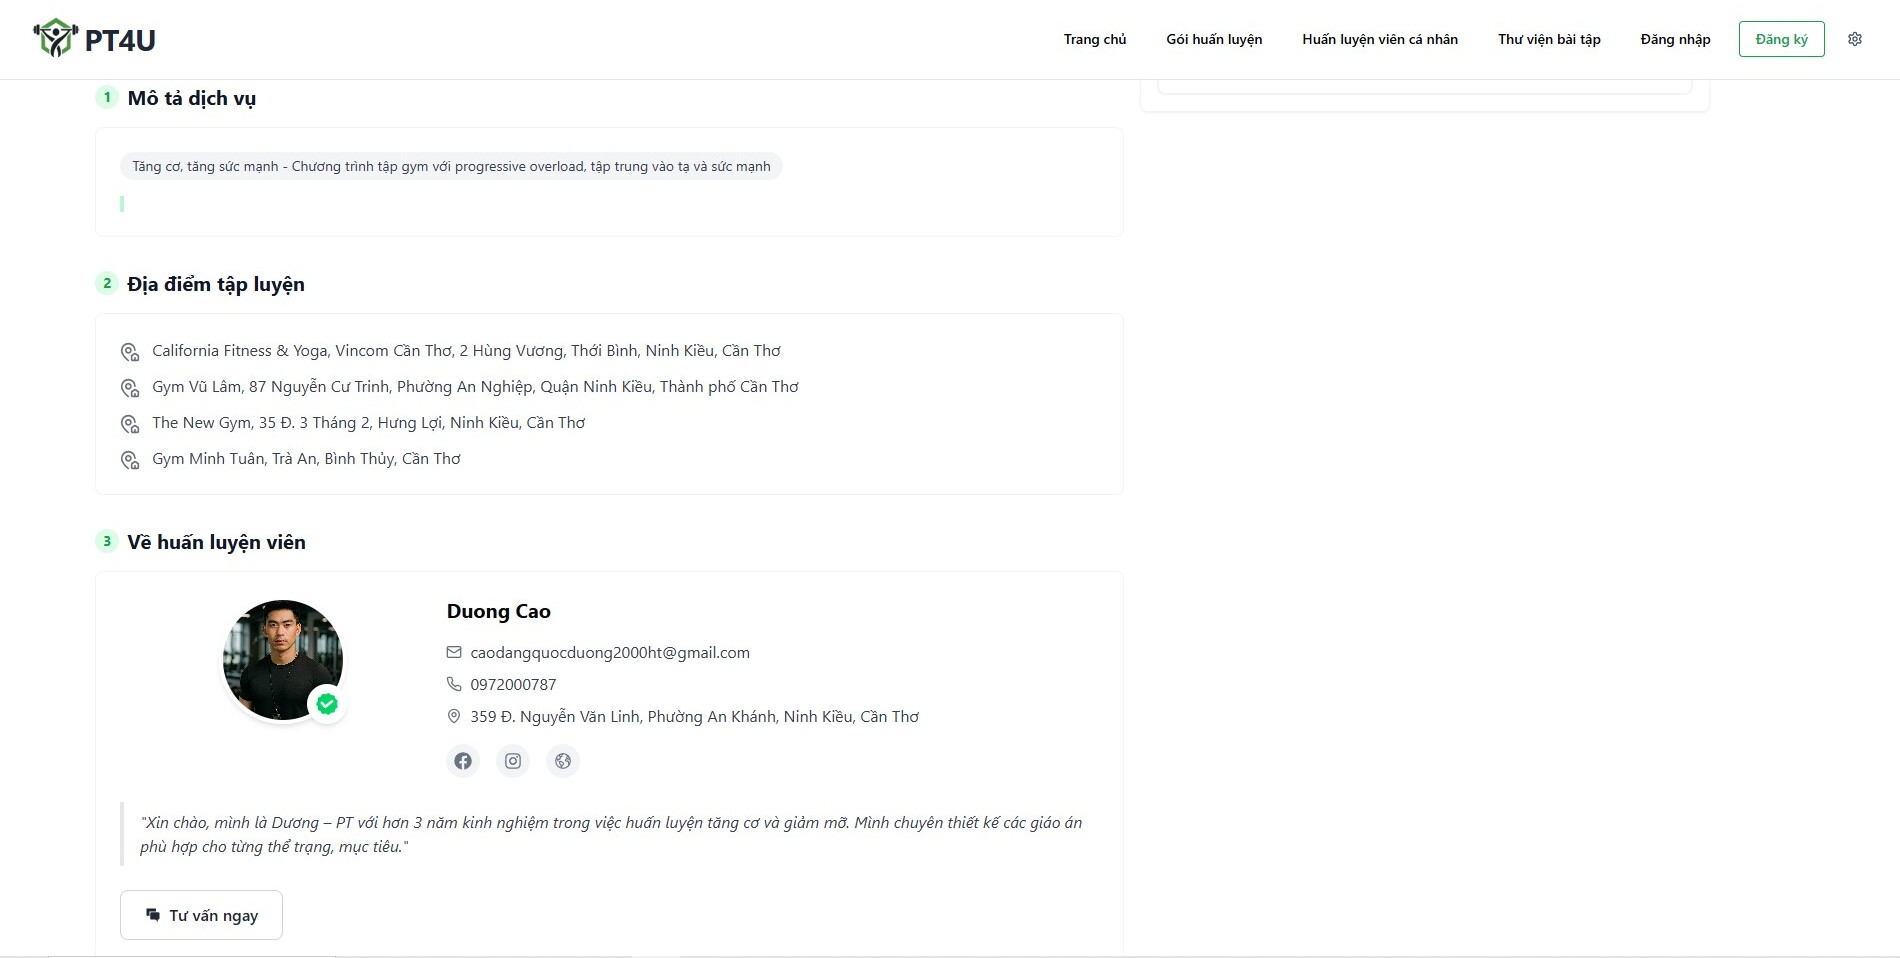 PT4U
Trang chủ
Gói huấn luyện
Huấn luyện viên cá nhân
Thư viện bài tập
Đăng nhập
Đăng ký
1 Mô tả dịch vụ
Tăng cơ, tăng sức mạnh - Chương trình tập gym với progressive overload, tập trung vào tạ và sức mạnh
2 Địa điểm tập luyện
California Fitness & Yoga, Vincom Cần Thơ, 2 Hùng Vương, Thới Bình, Ninh Kiều, Cần Thơ
Gym Vũ Lâm, 87 Nguyễn Cư Trinh, Phường An Nghiệp, Quận Ninh Kiều, Thành phố Cần Thơ
The New Gym, 35 Đ. 3 Tháng 2, Hưng Lợi, Ninh Kiều, Cần Thơ
Gym Minh Tuân, Trà An, Bình Thủy, Cần Thơ
3 Về huấn luyện viên
Duong Cao
caodangquocduong2000ht@gmail.com
0972000787
359 Đ. Nguyễn Văn Linh, Phường An Khánh, Ninh Kiều, Cần Thơ
"Xin chào, mình là Dương – PT với hơn 3 năm kinh nghiệm trong việc huấn luyện tăng cơ và giảm mỡ. Mình chuyên thiết kế các giáo án
phù hợp cho từng thể trạng, mục tiêu."
Tư vấn ngay